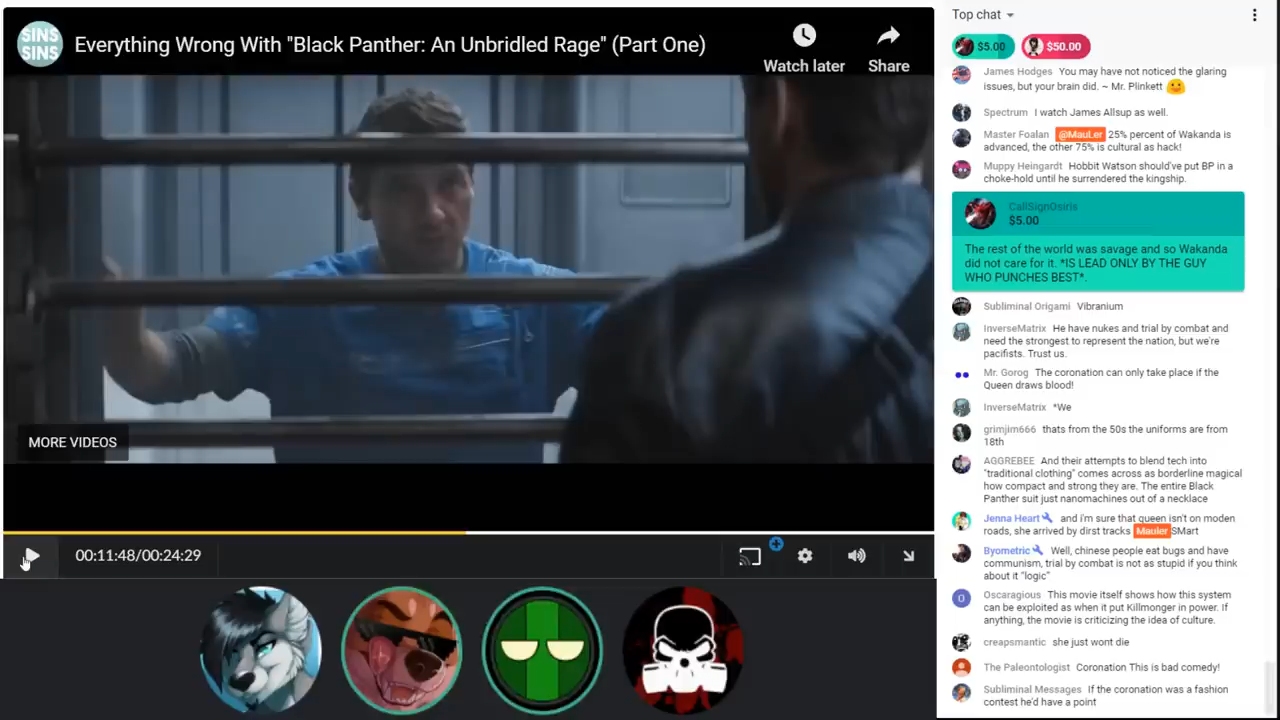 SINS
SINS
Everything Wrong With "Black Panther: An Unbridled Rage" (Part One)
Watch later
Share
MORE VIDEOS
00:11:48/00:24:29
Top chat
$5.00
$50.00
James Hodges You may have not noticed the glaring
issues, but your brain did. ~ Mr. Plinkett
Spectrum I watch James Allsup as well.
Master Foalan @MauLer 25% percent of Wakanda is
advanced, the other 75% is cultural as hack!
Muppy Heingardt Hobbit Watson should've put BP in a
choke-hold until he surrendered the kingship.
CallSignOsiris
$5.00
The rest of the world was savage and so Wakanda
did not care for it. *IS LEAD ONLY BY THE GUY
WHO PUNCHES BEST*.
Subliminal Origami Vibranium
InverseMatrix He have nukes and trial by combat and
need the strongest to represent the nation, but we're
pacifists. Trust us.
Mr. Gorog The coronation can only take place if the
Queen draws blood!
InverseMatrix *We
grimjim666 thats from the 50s the uniforms are from
18th
AGGREBEE And their attempts to blend tech into
"traditional clothing" comes across as borderline magical
how compact and strong they are. The entire Black
Panther suit just nanomachines out of a necklace
Jenna Heart and i'm sure that queen isn't on moden
roads, she arrived by dirst tracks Mauler SMart
Byometric Well, chinese people eat bugs and have
communism, trial by combat is not as stupid if you think
about it "logic"
O
Oscaragious This movie itself shows how this system
can be exploited as when it put Killmonger in power. If
anything, the movie is criticizing the idea of culture.
creapsmantic she just wont die
The Paleontologist Coronation This is bad comedy!
Subliminal Messages If the coronation was a fashion
contest he'd have a point